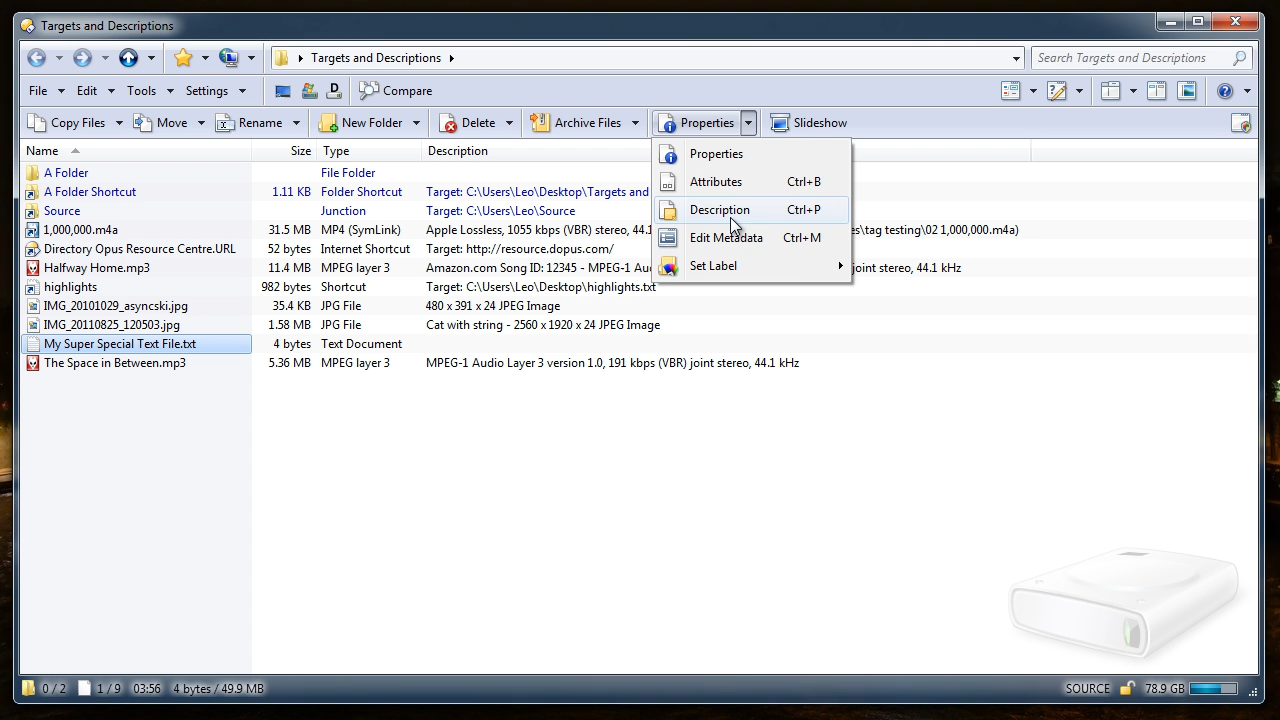 Targets and Descriptions
Targets and Descriptions
Search Targets and Descriptions
File Edit Tools Settings Compare
Copy Files Move Rename New Folder Delete Archive Files Properties Slideshow
Name Size Type Description
Properties
Attributes Ctrl+B
Description Ctrl+P
Edit Metadata Ctrl+M
Set Label
A Folder File Folder
A Folder Shortcut 1.11 KB Folder Shortcut Target: C:\Users\Leo\Desktop\Targets and
Source Junction Target: C:\Users\Leo\Source
1,000,000.m4a 31.5 MB MP4 (SymLink) Apple Lossless, 1055 kbps (VBR) stereo, 44.1 es\tag testing\02 1,000,000.m4a)
Directory Opus Resource Centre.URL 52 bytes Internet Shortcut Target: http://resource.dopus.com/
Halfway Home.mp3 11.4 MB MPEG layer 3 Amazon.com Song ID: 12345 - MPEG-1 Au joint stereo, 44.1 kHz
highlights 982 bytes Shortcut Target: C:\Users\Leo\Desktop\highlights.txt
IMG_20101029_asyncski.jpg 35.4 KB JPG File 480 x 391 x 24 JPEG Image
IMG_20110825_120503.jpg 1.58 MB JPG File Cat with string - 2560 x 1920 x 24 JPEG Image
My Super Special Text File.txt 4 bytes Text Document
The Space in Between.mp3 5.36 MB MPEG layer 3 MPEG-1 Audio Layer 3 version 1.0, 191 kbps (VBR) joint stereo, 44.1 kHz
0 / 2 1 / 9 03:56 4 bytes / 49.9 MB SOURCE 78.9 GB